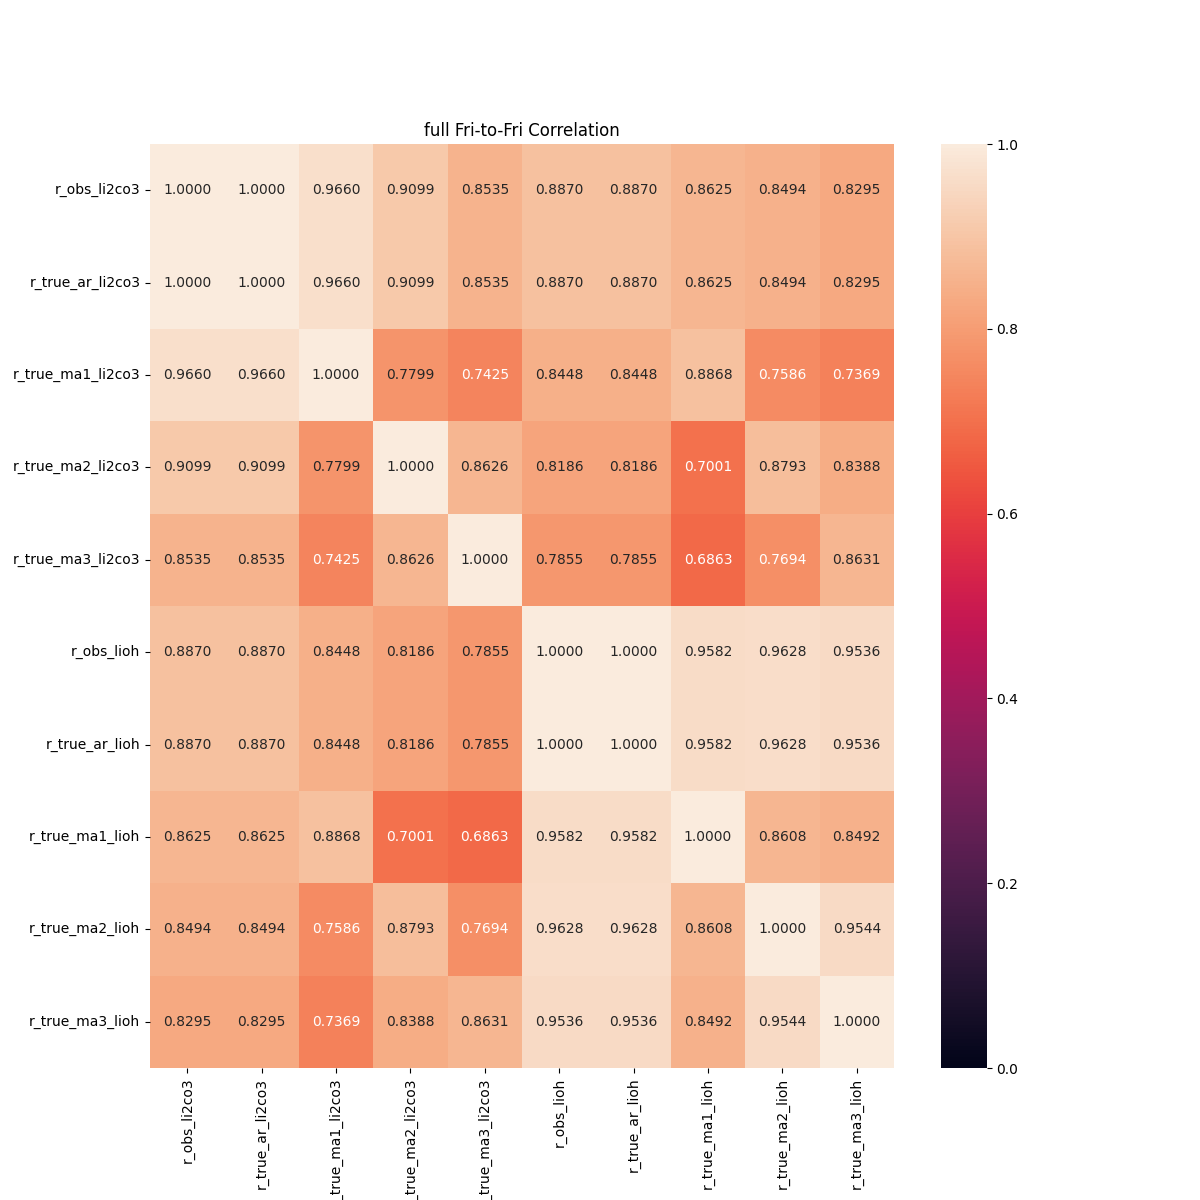 full Fri-to-Fri Correlation
r_obs_li2co3 1.0000 1.0000 0.9660 0.9099 0.8535 0.8870 0.8870 0.8625 0.8494 0.8295
r_true_ar_li2co3 1.0000 1.0000 0.9660 0.9099 0.8535 0.8870 0.8870 0.8625 0.8494 0.8295
r_true_ma1_li2co3 0.9660 0.9660 1.0000 0.7799 0.7425 0.8448 0.8448 0.8868 0.7586 0.7369
r_true_ma2_li2co3 0.9099 0.9099 0.7799 1.0000 0.8626 0.8186 0.8186 0.7001 0.8793 0.8388
r_true_ma3_li2co3 0.8535 0.8535 0.7425 0.8626 1.0000 0.7855 0.7855 0.6863 0.7694 0.8631
r_obs_lioh 0.8870 0.8870 0.8448 0.8186 0.7855 1.0000 1.0000 0.9582 0.9628 0.9536
r_true_ar_lioh 0.8870 0.8870 0.8448 0.8186 0.7855 1.0000 1.0000 0.9582 0.9628 0.9536
r_true_ma1_lioh 0.8625 0.8625 0.8868 0.7001 0.6863 0.9582 0.9582 1.0000 0.8608 0.8492
r_true_ma2_lioh 0.8494 0.8494 0.7586 0.8793 0.7694 0.9628 0.9628 0.8608 1.0000 0.9544
r_true_ma3_lioh 0.8295 0.8295 0.7369 0.8388 0.8631 0.9536 0.9536 0.8492 0.9544 1.0000
r_obs_li2co3
r_true_ar_li2co3
_true_ma1_li2co3
_true_ma2_li2co3
_true_ma3_li2co3
r_obs_lioh
r_true_ar_lioh
r_true_ma1_lioh
r_true_ma2_lioh
r_true_ma3_lioh
1.0
0.8
0.6
0.4
0.2
0.0